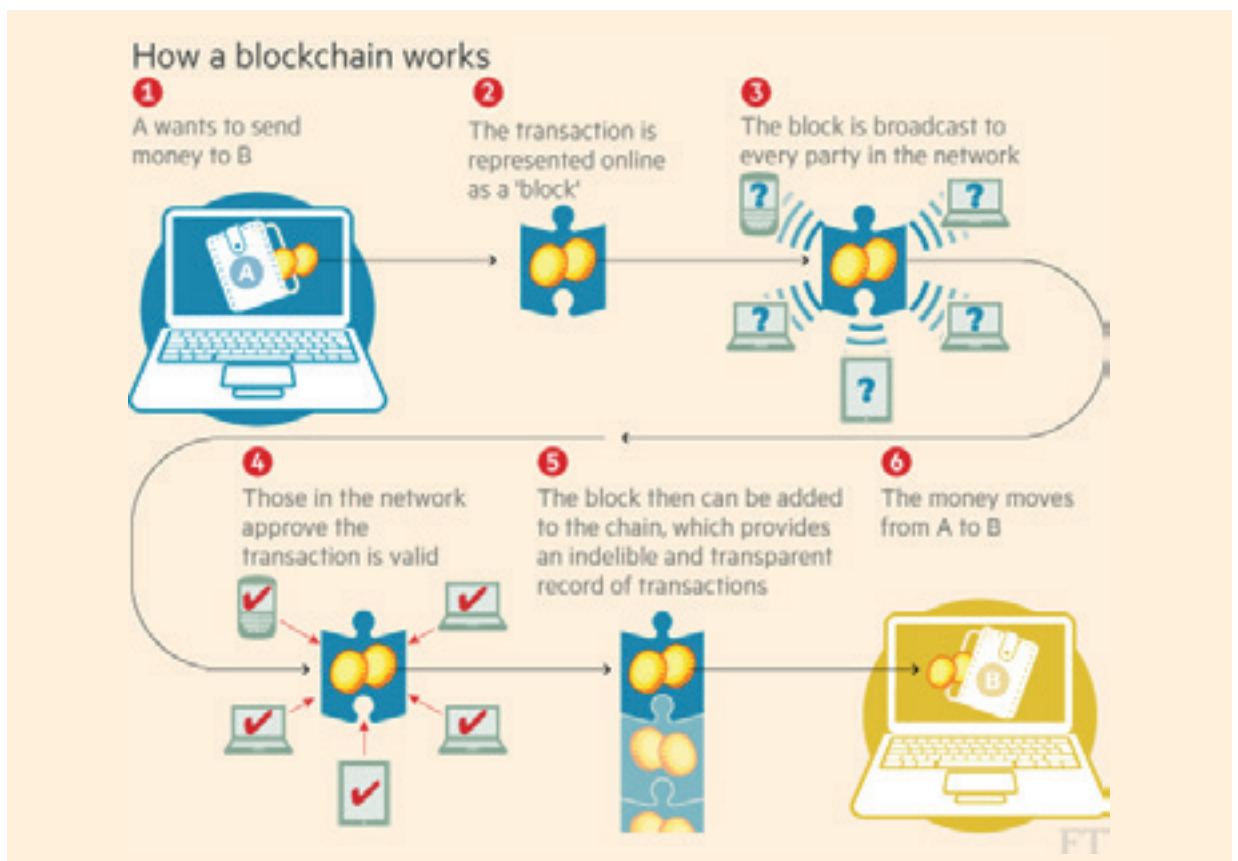 How a blockchain works
1
A wants to send
money to B
2
The transaction is
represented online
as a 'block'
3
The block is broadcast to
every party in the network
A
?
?
?
?
?
4
Those in the network
approve the
transaction is valid
5
The block then can be added
to the chain, which provides
an indelible and transparent
record of transactions
6
The money moves
from A to B
B
FT